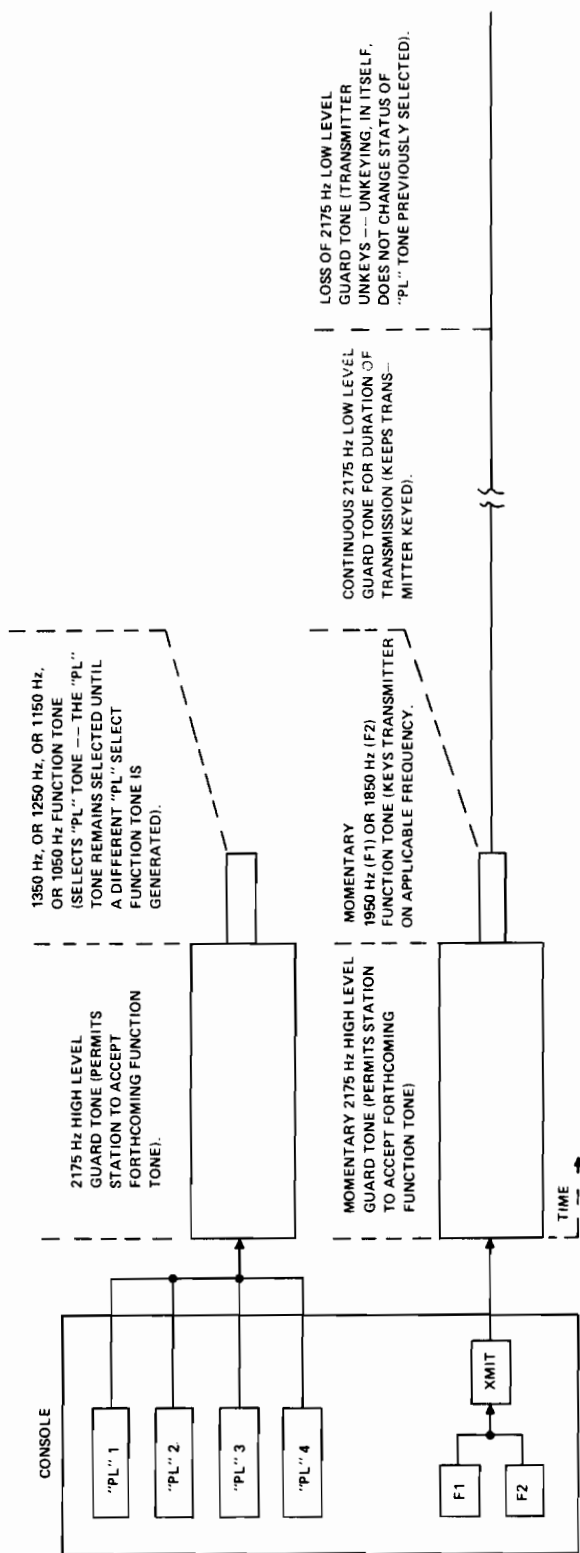 CONSOLE
"PL" 1
"PL" 2
"PL" 3
"PL" 4
F1
F2
XMIT
2175 Hz HIGH LEVEL
GUARD TONE (PERMITS
STATION TO ACCEPT
FORTHCOMING FUNCTION
TONE).
1350 Hz, OR 1250 Hz, OR 1150 Hz,
OR 1050 Hz FUNCTION TONE
(SELECTS "PL" TONE –– THE "PL"
TONE REMAINS SELECTED UNTIL
A DIFFERENT "PL" SELECT
FUNCTION TONE IS
GENERATED).
MOMENTARY 2175 Hz HIGH LEVEL
GUARD TONE (PERMITS STATION
TO ACCEPT FORTHCOMING
FUNCTION TONE)
MOMENTARY
1950 Hz (F1) OR 1850 Hz (F2)
FUNCTION TONE (KEYS TRANSMITTER
ON APPLICABLE FREQUENCY.
CONTINUOUS 2175 Hz LOW LEVEL
GUARD TONE FOR DURATION OF
TRANSMISSION (KEEPS TRANS–
MITTER KEYED).
LOSS OF 2175 Hz LOW LEVEL
GUARD TONE (TRANSMITTER
UNKEYS –– UNKEYING, IN ITSELF,
DOES NOT CHANGE STATUS OF
"PL" TONE PREVIOUSLY SELECTED).
TIME